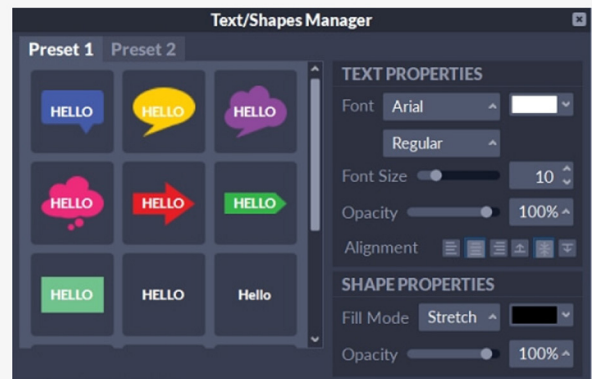 Text/Shapes Manager
Preset 1 Preset 2
HELLO HELLO HELLO
HELLO HELLO HELLO
HELLO HELLO Hello
TEXT PROPERTIES
Font Arial
Regular
Font Size 10
Opacity 100%
Alignment
SHAPE PROPERTIES
Fill Mode Stretch
Opacity 100%